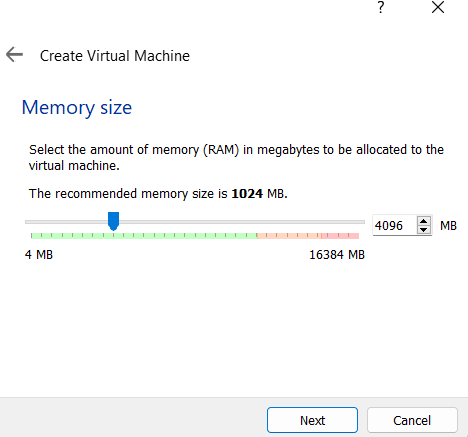 ?
Create Virtual Machine
Memory size
Select the amount of memory (RAM) in megabytes to be allocated to the
virtual machine.
The recommended memory size is 1024 MB.
4096 MB
4 MB 16384 MB
Next Cancel